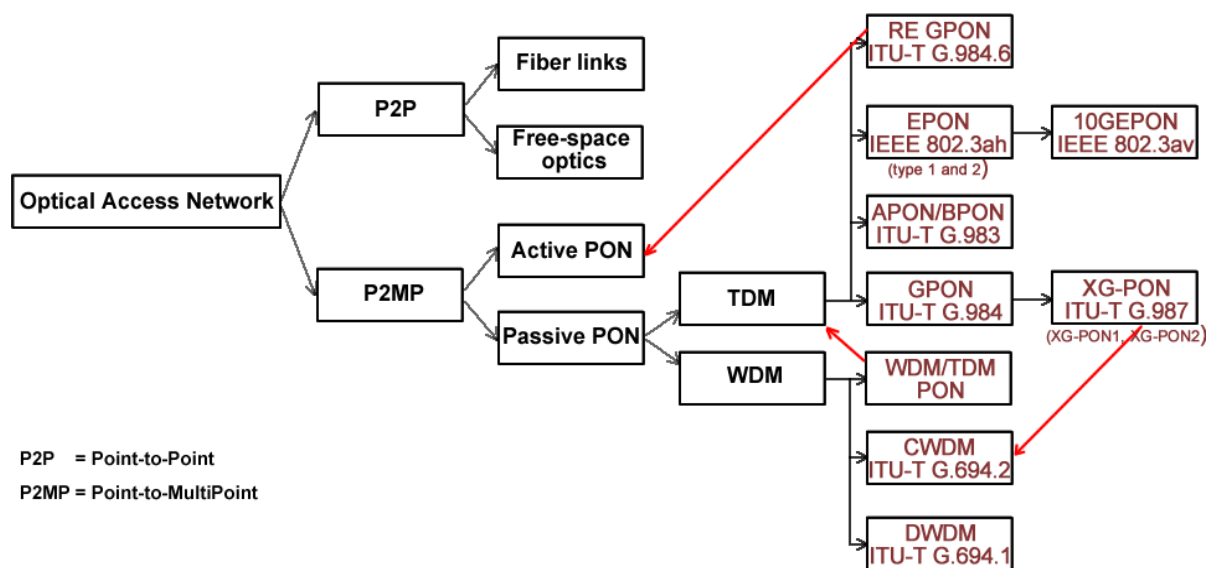 Optical Access Network
P2P
P2MP
Fiber links
Free-space
optics
Active PON
Passive PON
TDM
WDM
RE GPON
ITU-T G.984.6
EPON
IEEE 802.3ah
(type 1 and 2)
10GEPON
IEEE 802.3av
APON/BPON
ITU-T G.983
GPON
ITU-T G.984
XG-PON
ITU-T G.987
(XG-PON1, XG-PON2)
WDM/TDM
PON
CWDM
ITU-T G.694.2
DWDM
ITU-T G.694.1
P2P = Point-to-Point
P2MP = Point-to-MultiPoint